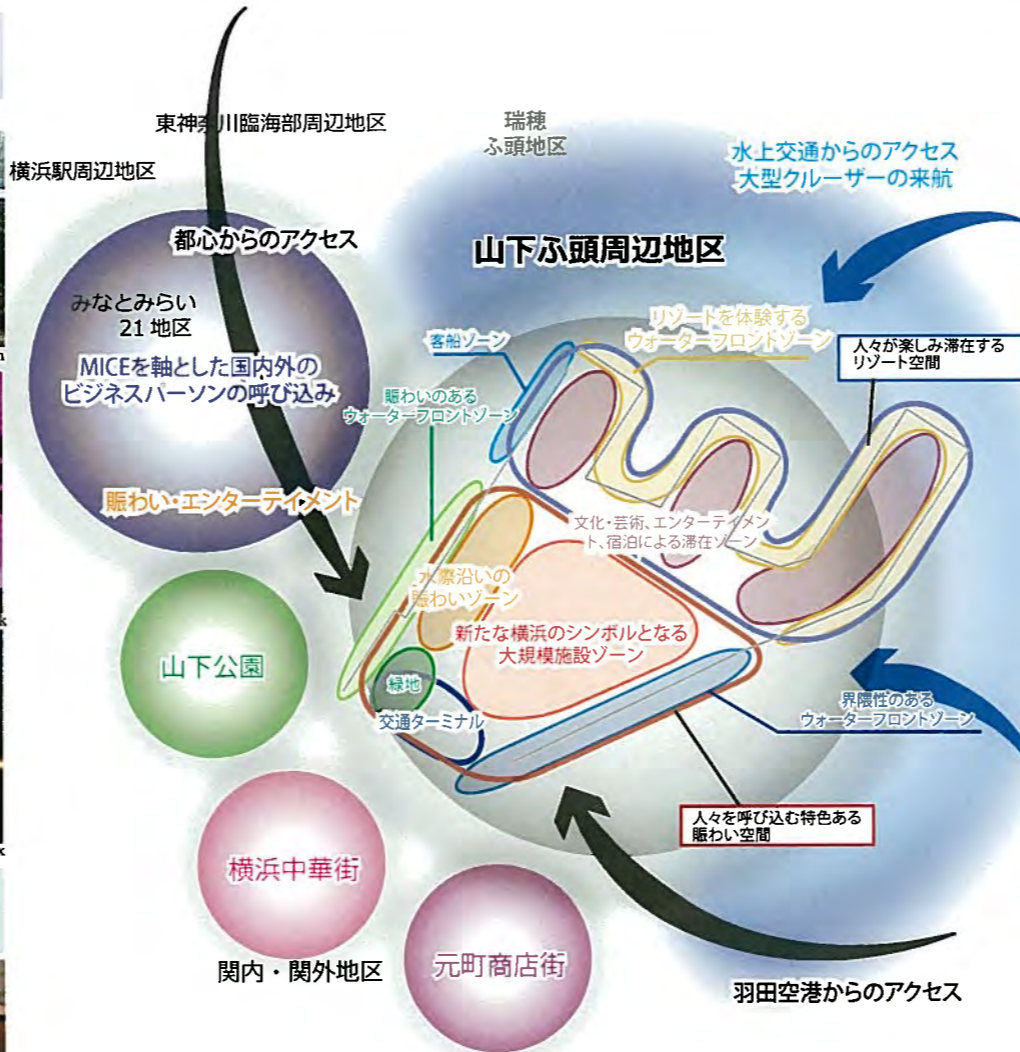 東神奈川臨海部周辺地区
瑞穂
ふ頭地区
横浜駅周辺地区
水上交通からのアクセス
大型クルーザーの来航
都心からのアクセス
山下ふ頭周辺地区
みなとみらい
21 地区
MICEを軸とした国内外の
ビジネスパーソンの呼び込み
賑わい・エンターテイメント
客船ゾーン
リゾートを体験する
ウォーターフロントゾーン
人々が楽しみ滞在する
リゾート空間
賑わいのある
ウォーターフロントゾーン
文化・芸術、エンターテイメン
ト、宿泊による滞在ゾーン
水際沿いの
賑わいゾーン
新たな横浜のシンボルとなる
大規模施設ゾーン
山下公園
緑地
交通ターミナル
界隈性のある
ウォーターフロントゾーン
人々を呼び込む特色ある
賑わい空間
横浜中華街
元町商店街
関内・関外地区
羽田空港からのアクセス